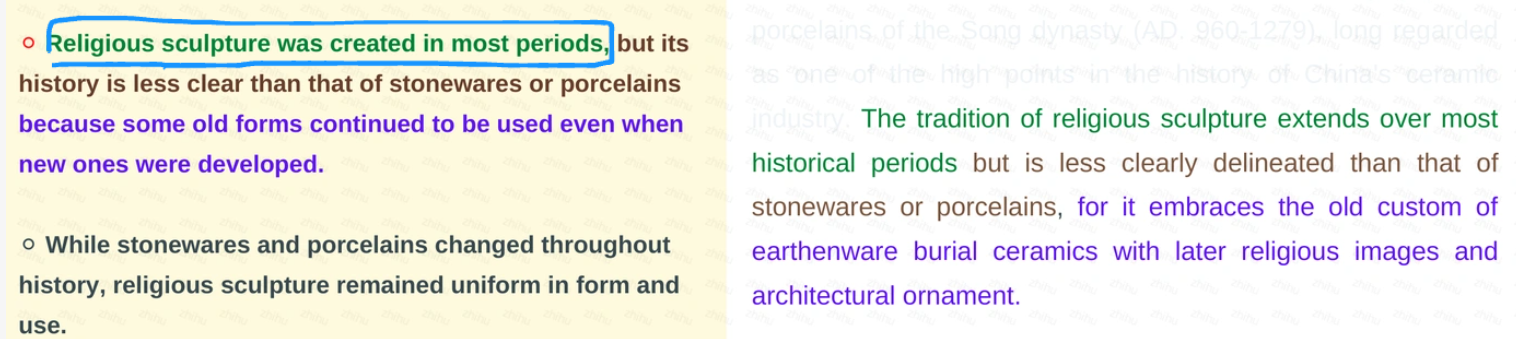 Religious sculpture was created in most periods, but its
history is less clear than that of stonewares or porcelains
because some old forms continued to be used even when
new ones were developed.
While stonewares and porcelains changed throughout
history, religious sculpture remained uniform in form and
use.
porcelains of the Song dynasty (AD. 960-1279), long regarded
as one of the high points in the history of China's ceramic
industry. The tradition of religious sculpture extends over most
historical periods but is less clearly delineated than that of
stonewares or porcelains, for it embraces the old custom of
earthenware burial ceramics with later religious images and
architectural ornament.